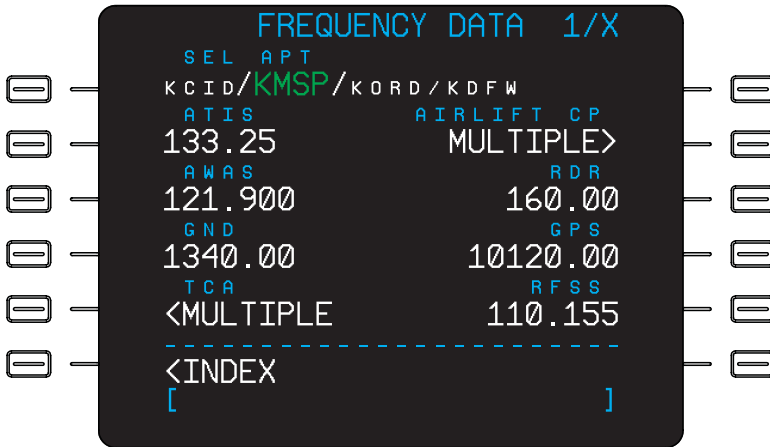 FREQUENCY DATA 1/X
SEL APT
KCID/KMSP/KORD/KDFW
ATIS AIRLIFT CP
133.25 MULTIPLE>
AWAS RDR
121.900 160.00
GND GPS
1340.00 10120.00
TCA RFSS
<MULTIPLE 110.155
--------------------------
<INDEX
[ ]